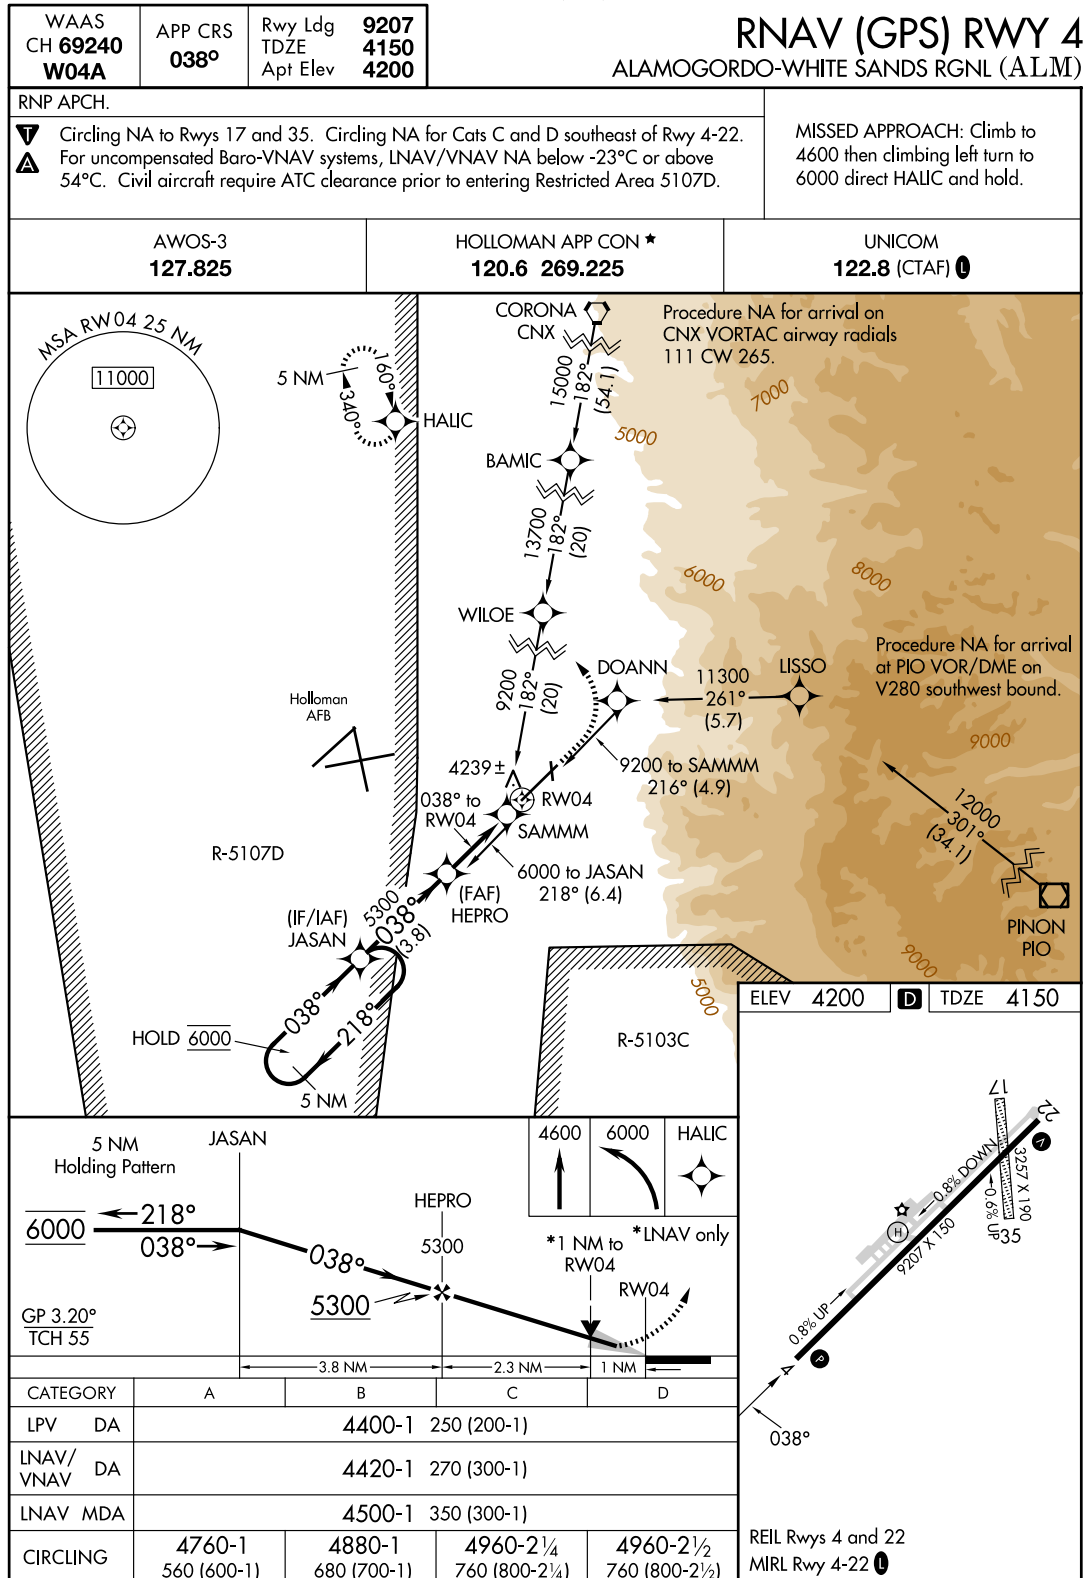 WAAS
CH 69240
W04A
APP CRS
038°
Rwy Ldg 9207
TDZE 4150
Apt Elev 4200
RNAV (GPS) RWY 4
ALAMOGORDO-WHITE SANDS RGNL (ALM)
RNP APCH.
T
A
Circling NA to Rwys 17 and 35. Circling NA for Cats C and D southeast of Rwy 4-22.
For uncompensated Baro-VNAV systems, LNAV/VNAV NA below -23°C or above
54°C. Civil aircraft require ATC clearance prior to entering Restricted Area 5107D.
MISSED APPROACH: Climb to
4600 then climbing left turn to
6000 direct HALIC and hold.
AWOS-3
127.825
HOLLOMAN APP CON ★
120.6 269.225
UNICOM
122.8 (CTAF) L
MSA RW04 25 NM
11000
5 NM
160°
340°
HALIC
CORONA
CNX
15000
182°
(54.1)
Procedure NA for arrival on
CNX VORTAC airway radials
111 CW 265.
7000
5000
BAMIC
13700
182°
(20)
6000
8000
WILOE
9200
182°
(20)
DOANN
11300
261°
(5.7)
LISSO
Procedure NA for arrival
at PIO VOR/DME on
V280 southwest bound.
9000
Holloman
AFB
4239±
9200 to SAMMM
216° (4.9)
038° to
RW04
RW04
SAMMM
12000
301°
(34.1)
R-5107D
6000 to JASAN
218° (6.4)
(FAF)
HEPRO
(IF/IAF)
JASAN
5300
038°
(3.8)
PINON
PIO
9000
5000
HOLD 6000
038°
218°
5 NM
R-5103C
ELEV 4200
D
TDZE 4150
17
22
V
3257 X 190
0.8% DOWN
0.6% UP
35
H
9207 X 150
0.8% UP
4
P
038°
REIL Rwys 4 and 22
MIRL Rwy 4-22 L
5 NM
Holding Pattern
JASAN
4600
6000
HALIC
6000
218°
038°
HEPRO
5300
038°
5300
*1 NM to
RW04
*LNAV only
RW04
GP 3.20°
TCH 55
3.8 NM
2.3 NM
1 NM
CATEGORY A B C D
LPV DA 4400-1 250 (200-1)
LNAV/
VNAV DA 4420-1 270 (300-1)
LNAV MDA 4500-1 350 (300-1)
CIRCLING 4760-1 4880-1 4960-2¼ 4960-2½
560 (600-1) 680 (700-1) 760 (800-2¼) 760 (800-2½)